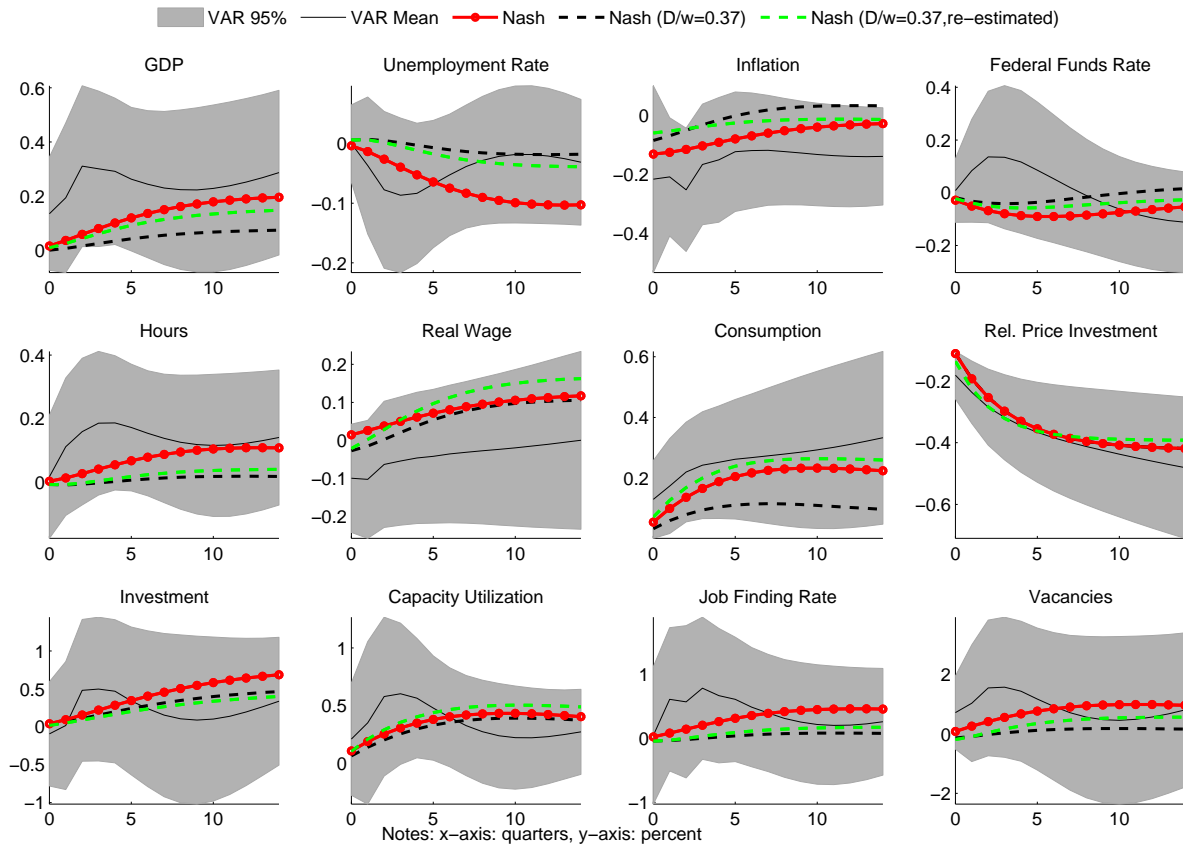 VAR 95% VAR Mean Nash Nash (D/w=0.37) Nash (D/w=0.37,re-estimated)
GDP Unemployment Rate Inflation Federal Funds Rate
0.6
0.4
0.2
0
0 5 10
0
−0.1
−0.2
0 5 10
0
−0.2
−0.4
0 5 10
0.4
0.2
0
−0.2
0 5 10
Hours Real Wage Consumption Rel. Price Investment
0.4
0.2
0
0 5 10
0.2
0.1
0
−0.1
−0.2
0 5 10
0.6
0.4
0.2
0 5 10
−0.2
−0.4
−0.6
0 5 10
Investment Capacity Utilization Job Finding Rate Vacancies
1
0.5
0
−0.5
−1
0 5 10
1
0.5
0
0 5 10
1
0
−1
0 5 10
2
0
−2
0 5 10
Notes: x-axis: quarters, y-axis: percent